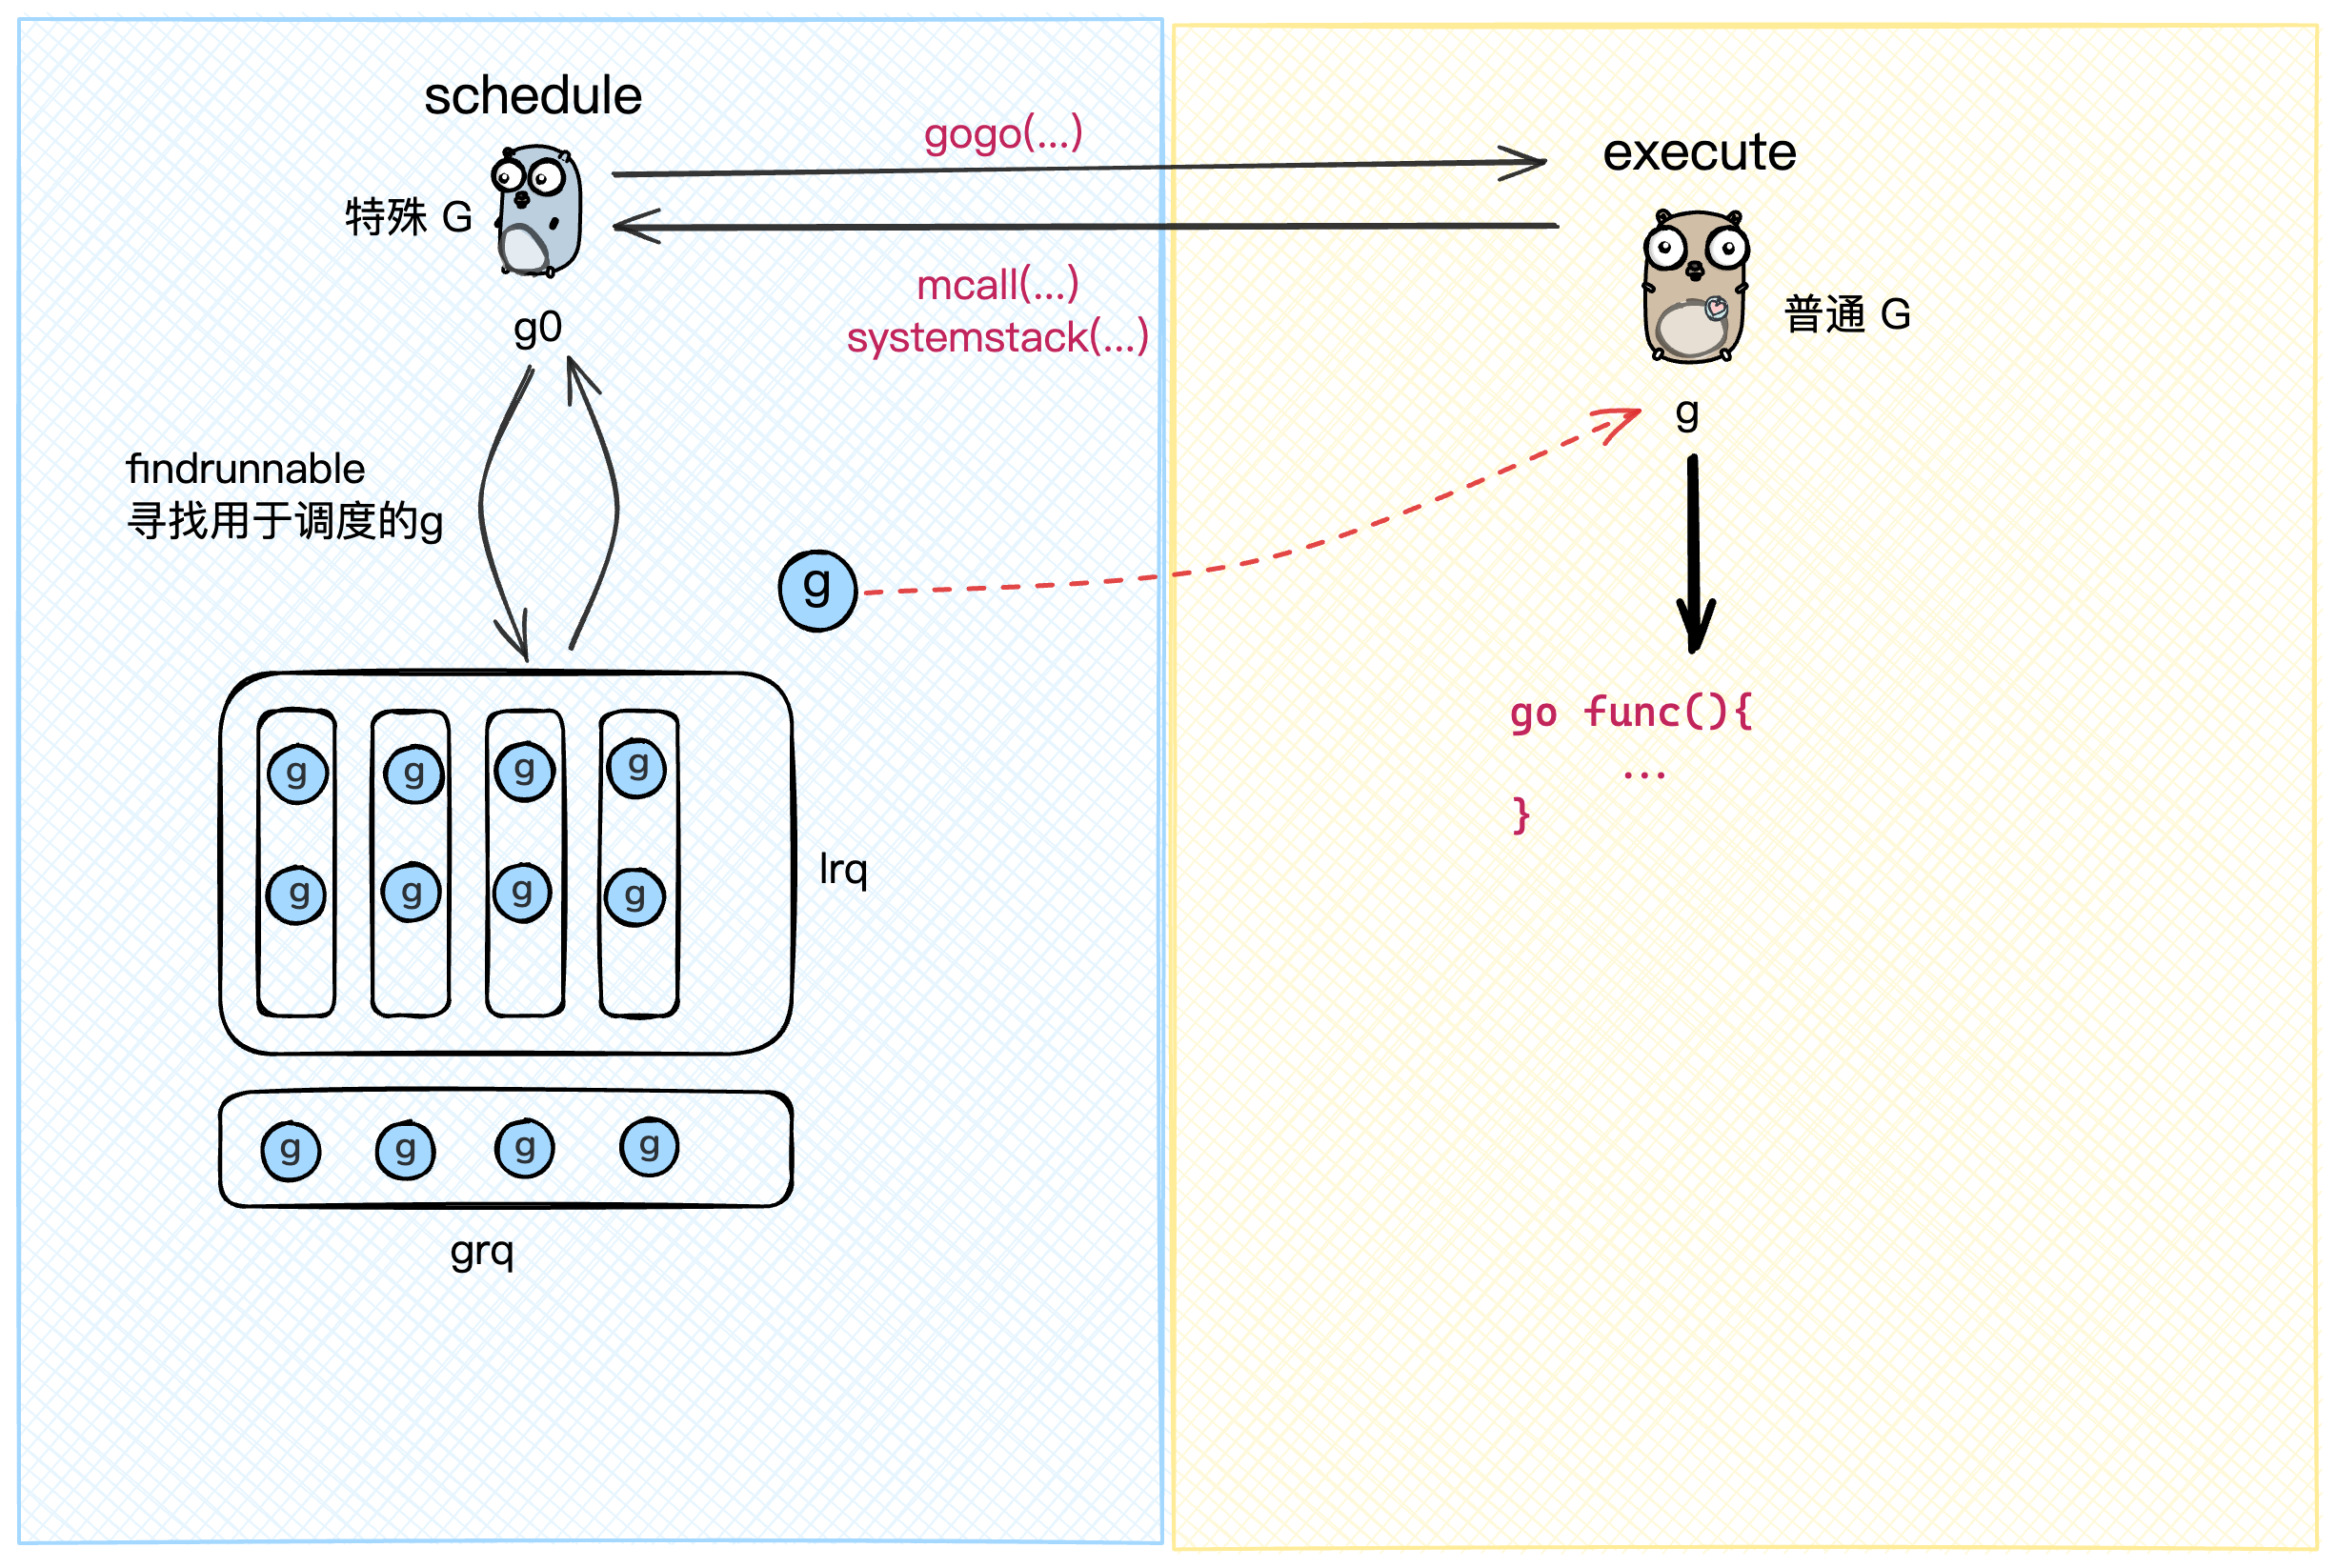 schedule
gogo(...)
execute
特殊 G
mcall(...)
systemstack(...)
普通 G
g0
g
findrunnable
寻找用于调度的g
g
go func(){
...
}
g g g g
g g g g
lrq
g g g g
grq